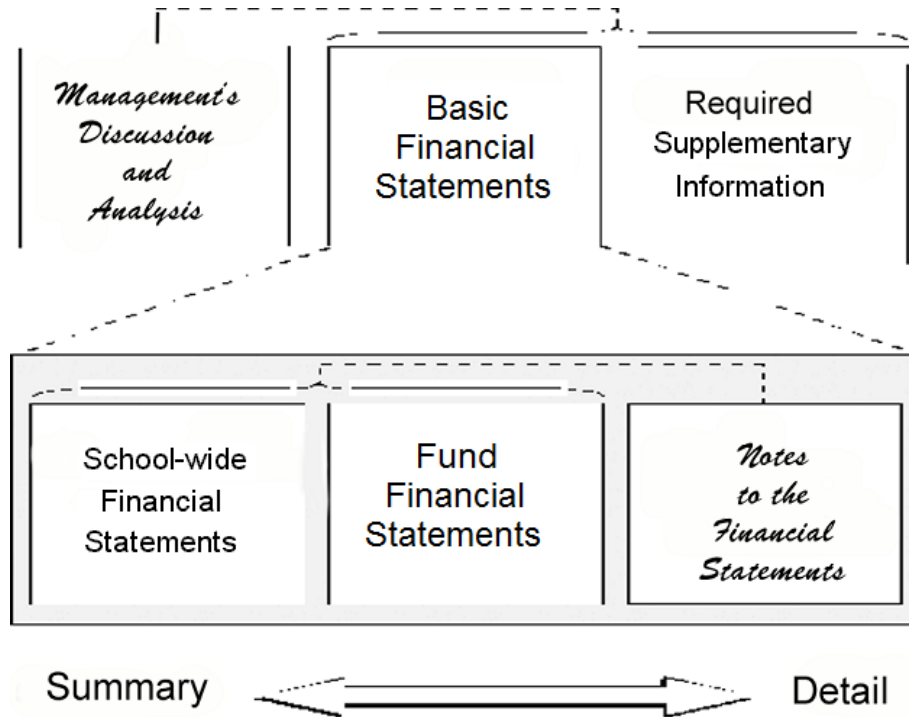 Management's
Discussion
and
Analysis
Basic
Financial
Statements
Required
Supplementary
Information
School-wide
Financial
Statements
Fund
Financial
Statements
Notes
to the
Financial
Statements
Summary
Detail